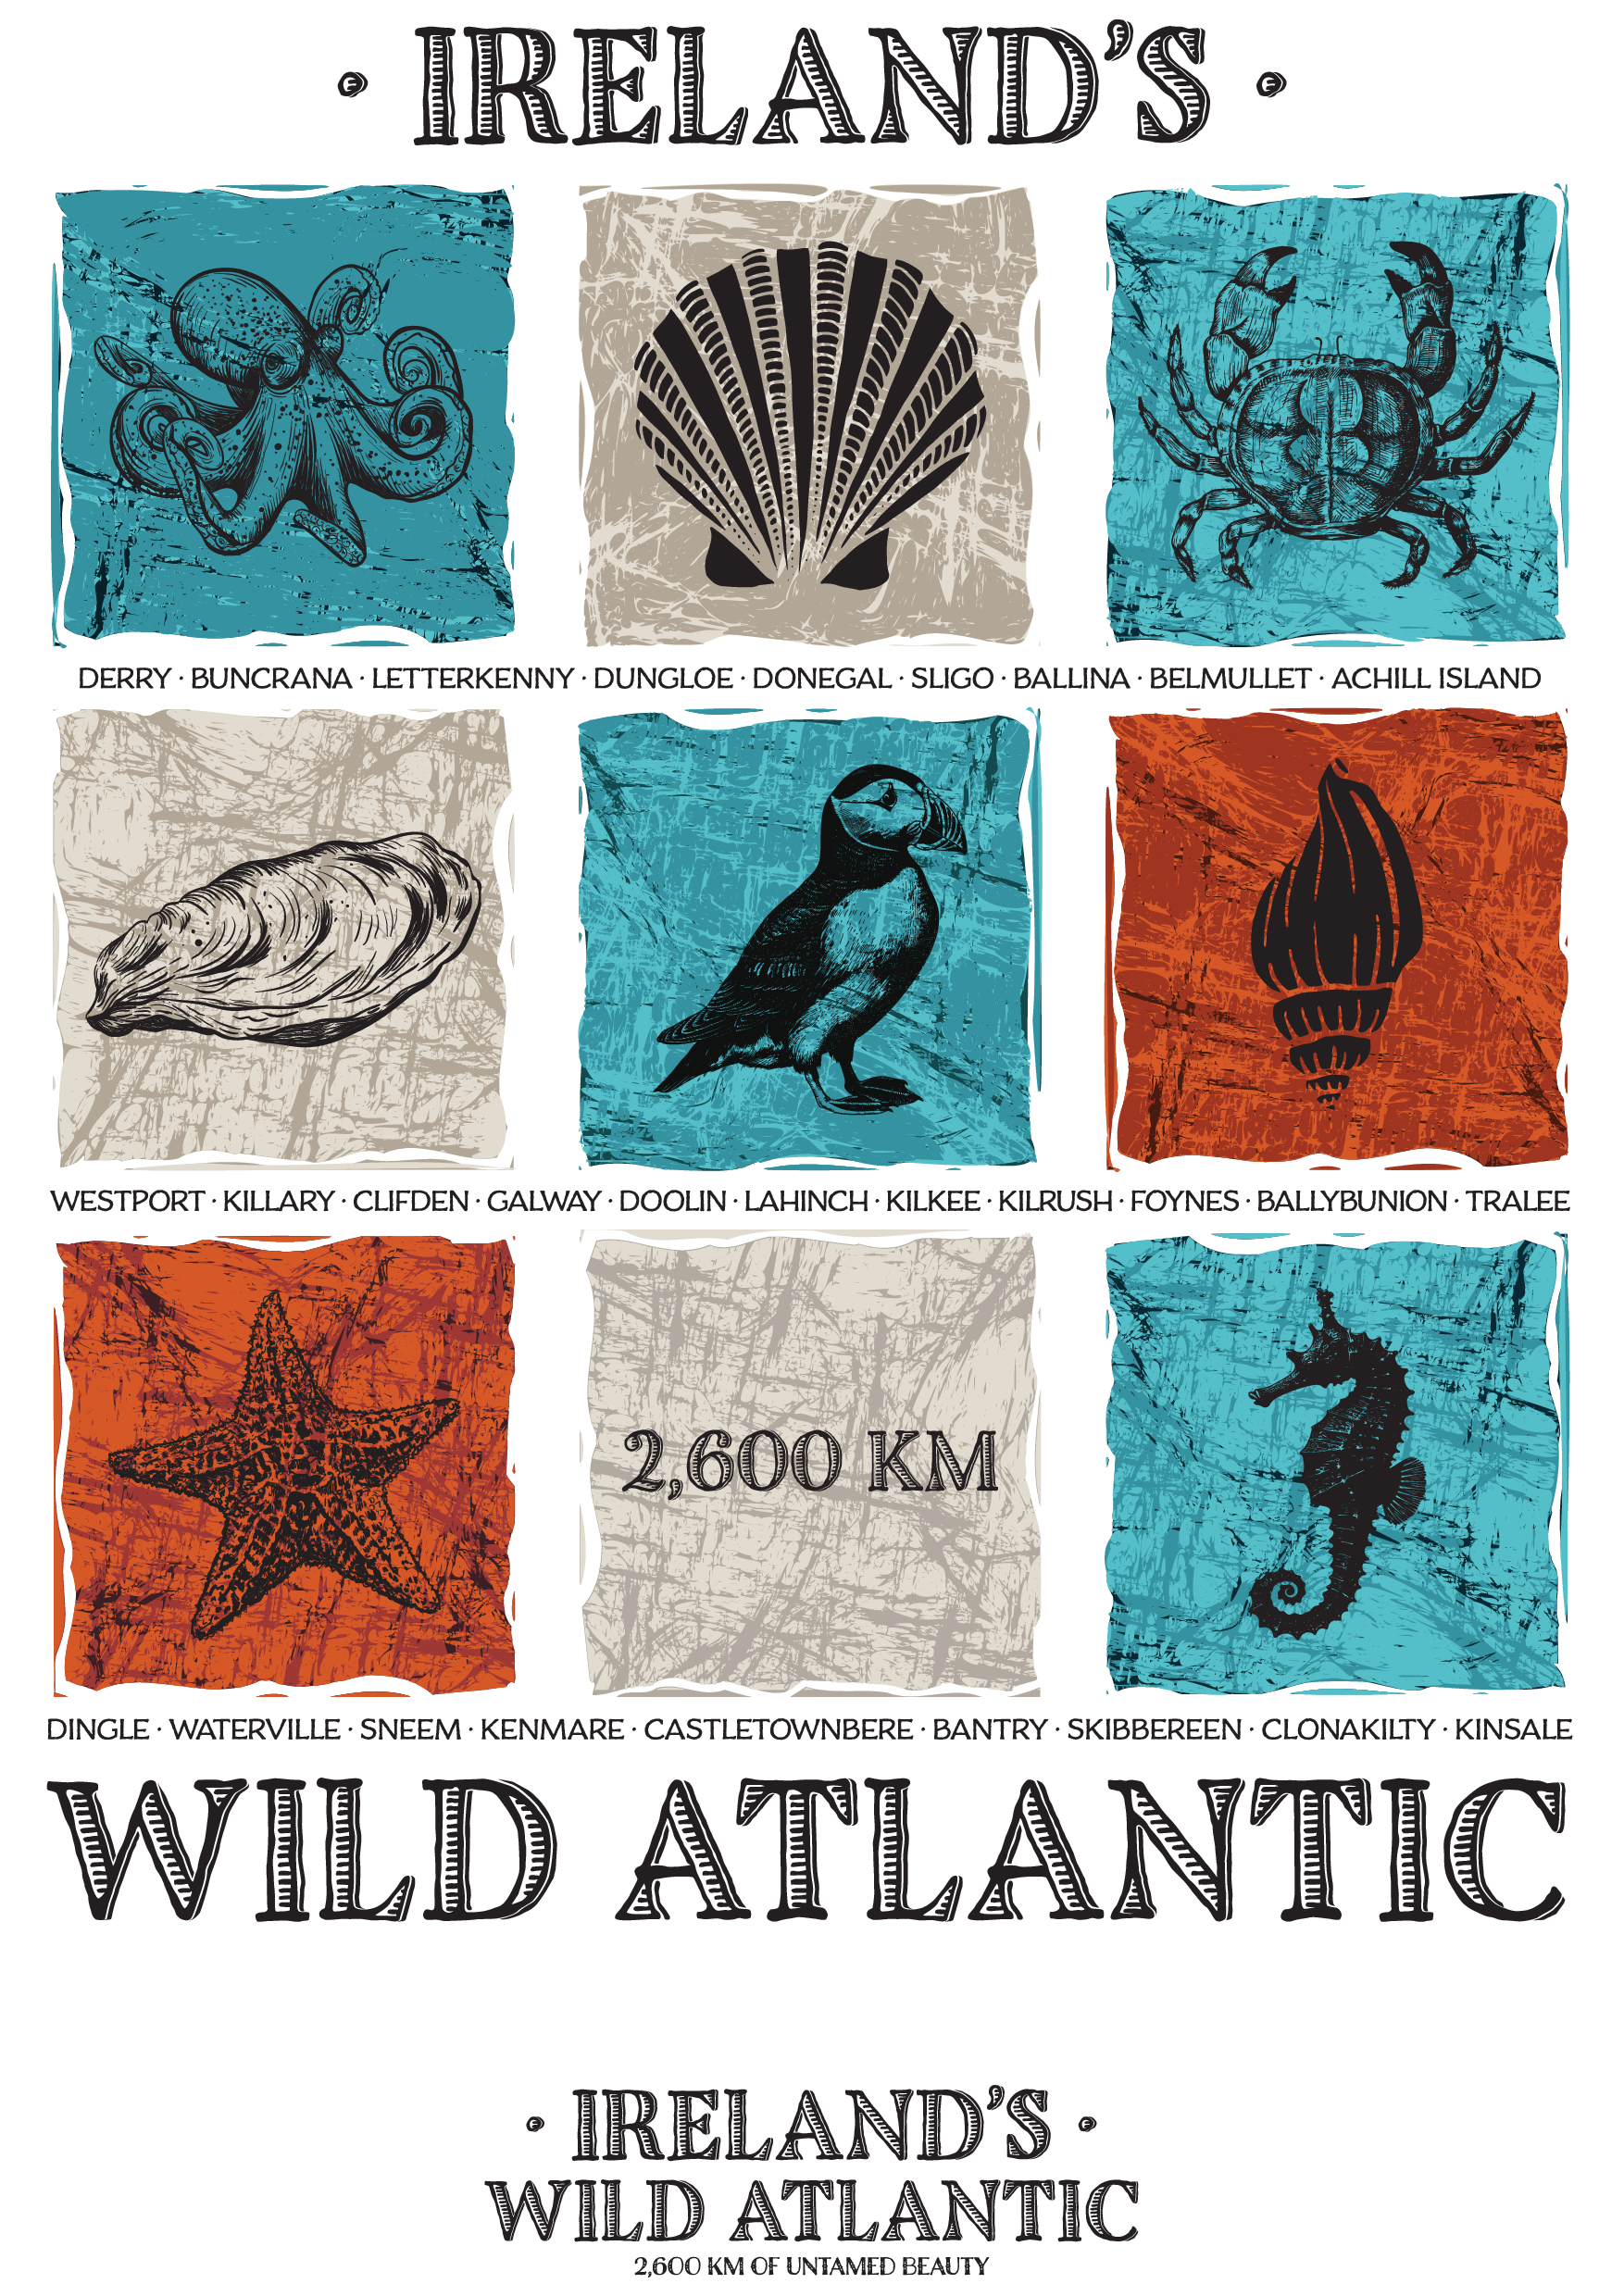 · IRELAND'S ·
DERRY · BUNCRANA · LETTERKENNY · DUNGLOE · DONEGAL · SLIGO · BALLINA · BELMULLET · ACHILL ISLAND
WESTPORT · KILLARY · CLIFDEN · GALWAY · DOOLIN · LAHINCH · KILKEE · KILRUSH · FOYNES · BALLYBUNION · TRALEE
2,600 KM
DINGLE · WATERVILLE · SNEEM · KENMARE · CASTLETOWNBERE · BANTRY · SKIBBEREEN · CLONAKILTY · KINSALE
WILD ATLANTIC
· IRELAND'S ·
WILD ATLANTIC
2,600 KM OF UNTAMED BEAUTY